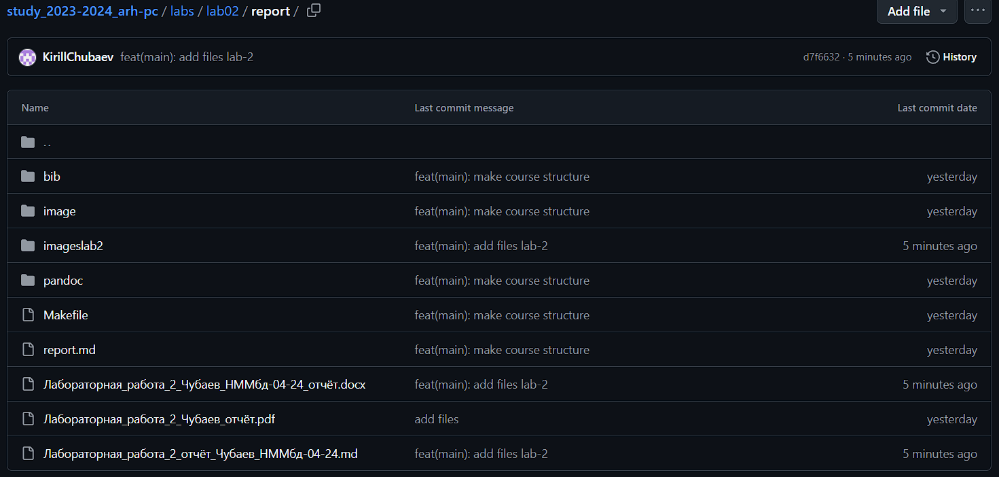 study_2023-2024_arh-pc / labs / lab02 / report / Add file ...
KirillChubaev feat(main): add files lab-2 d7f6632 · 5 minutes ago History
Name Last commit message Last commit date
..
bib feat(main): make course structure yesterday
image feat(main): make course structure yesterday
imageslab2 feat(main): add files lab-2 5 minutes ago
pandoc feat(main): make course structure yesterday
Makefile feat(main): make course structure yesterday
report.md feat(main): make course structure yesterday
Лабораторная_работа_2_Чубаев_НММбд-04-24_отчёт.docx feat(main): add files lab-2 5 minutes ago
Лабораторная_работа_2_Чубаев_отчёт.pdf add files yesterday
Лабораторная_работа_2_отчёт_Чубаев_НММбд-04-24.md feat(main): add files lab-2 5 minutes ago